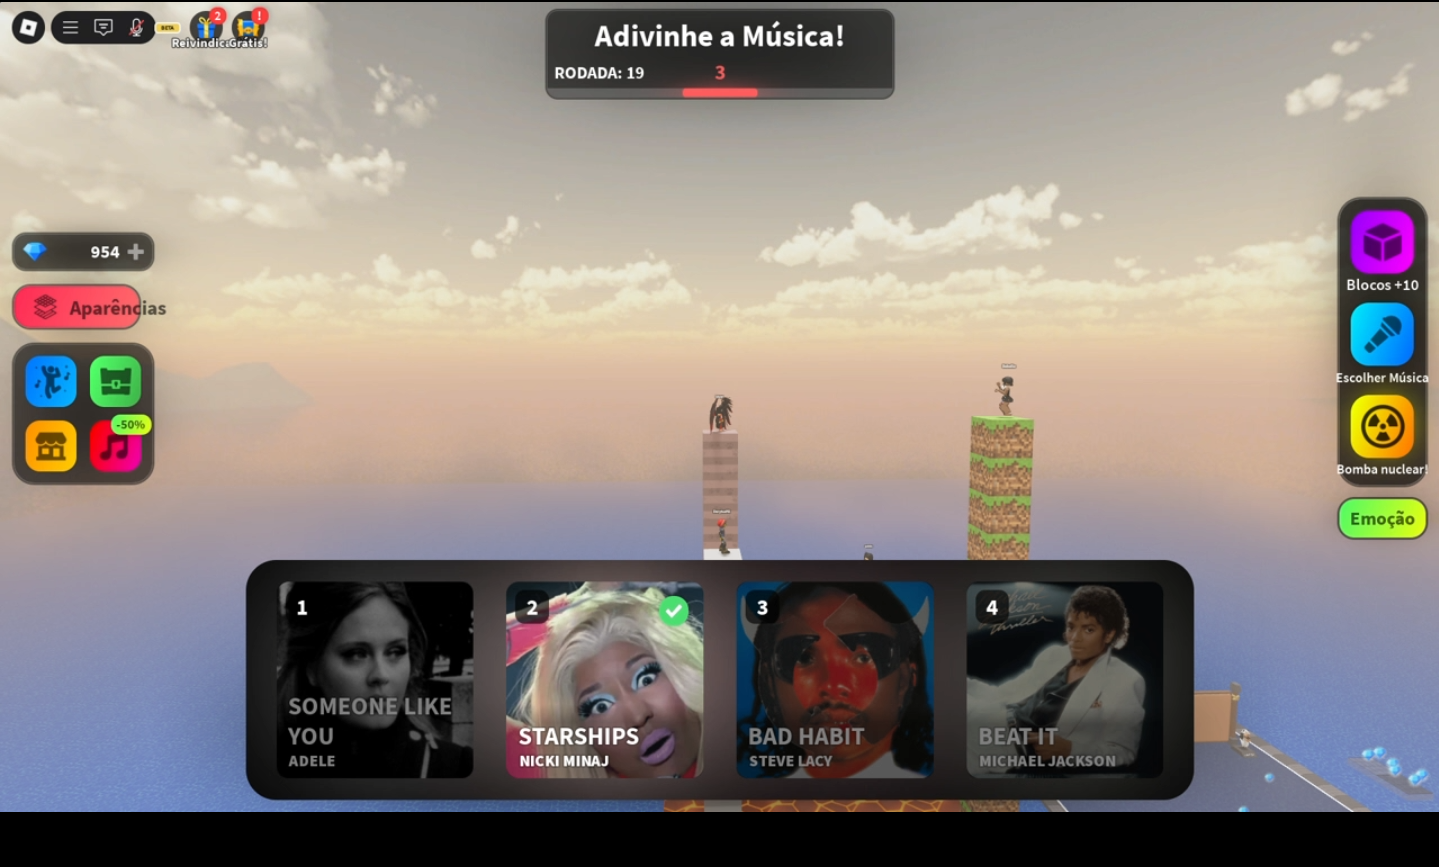 2
!
BETA
Reivindic
Grátis!
Adivinhe a Música!
RODADA: 19
3
954
Aparências
-50%
Blocos +10
Escolher Música
Bomba nuclear!
Emoção
1
SOMEONE LIKE
YOU
ADELE
2
STARSHIPS
NICKI MINAJ
3
BAD HABIT
STEVE LACY
4
BEAT IT
MICHAEL JACKSON